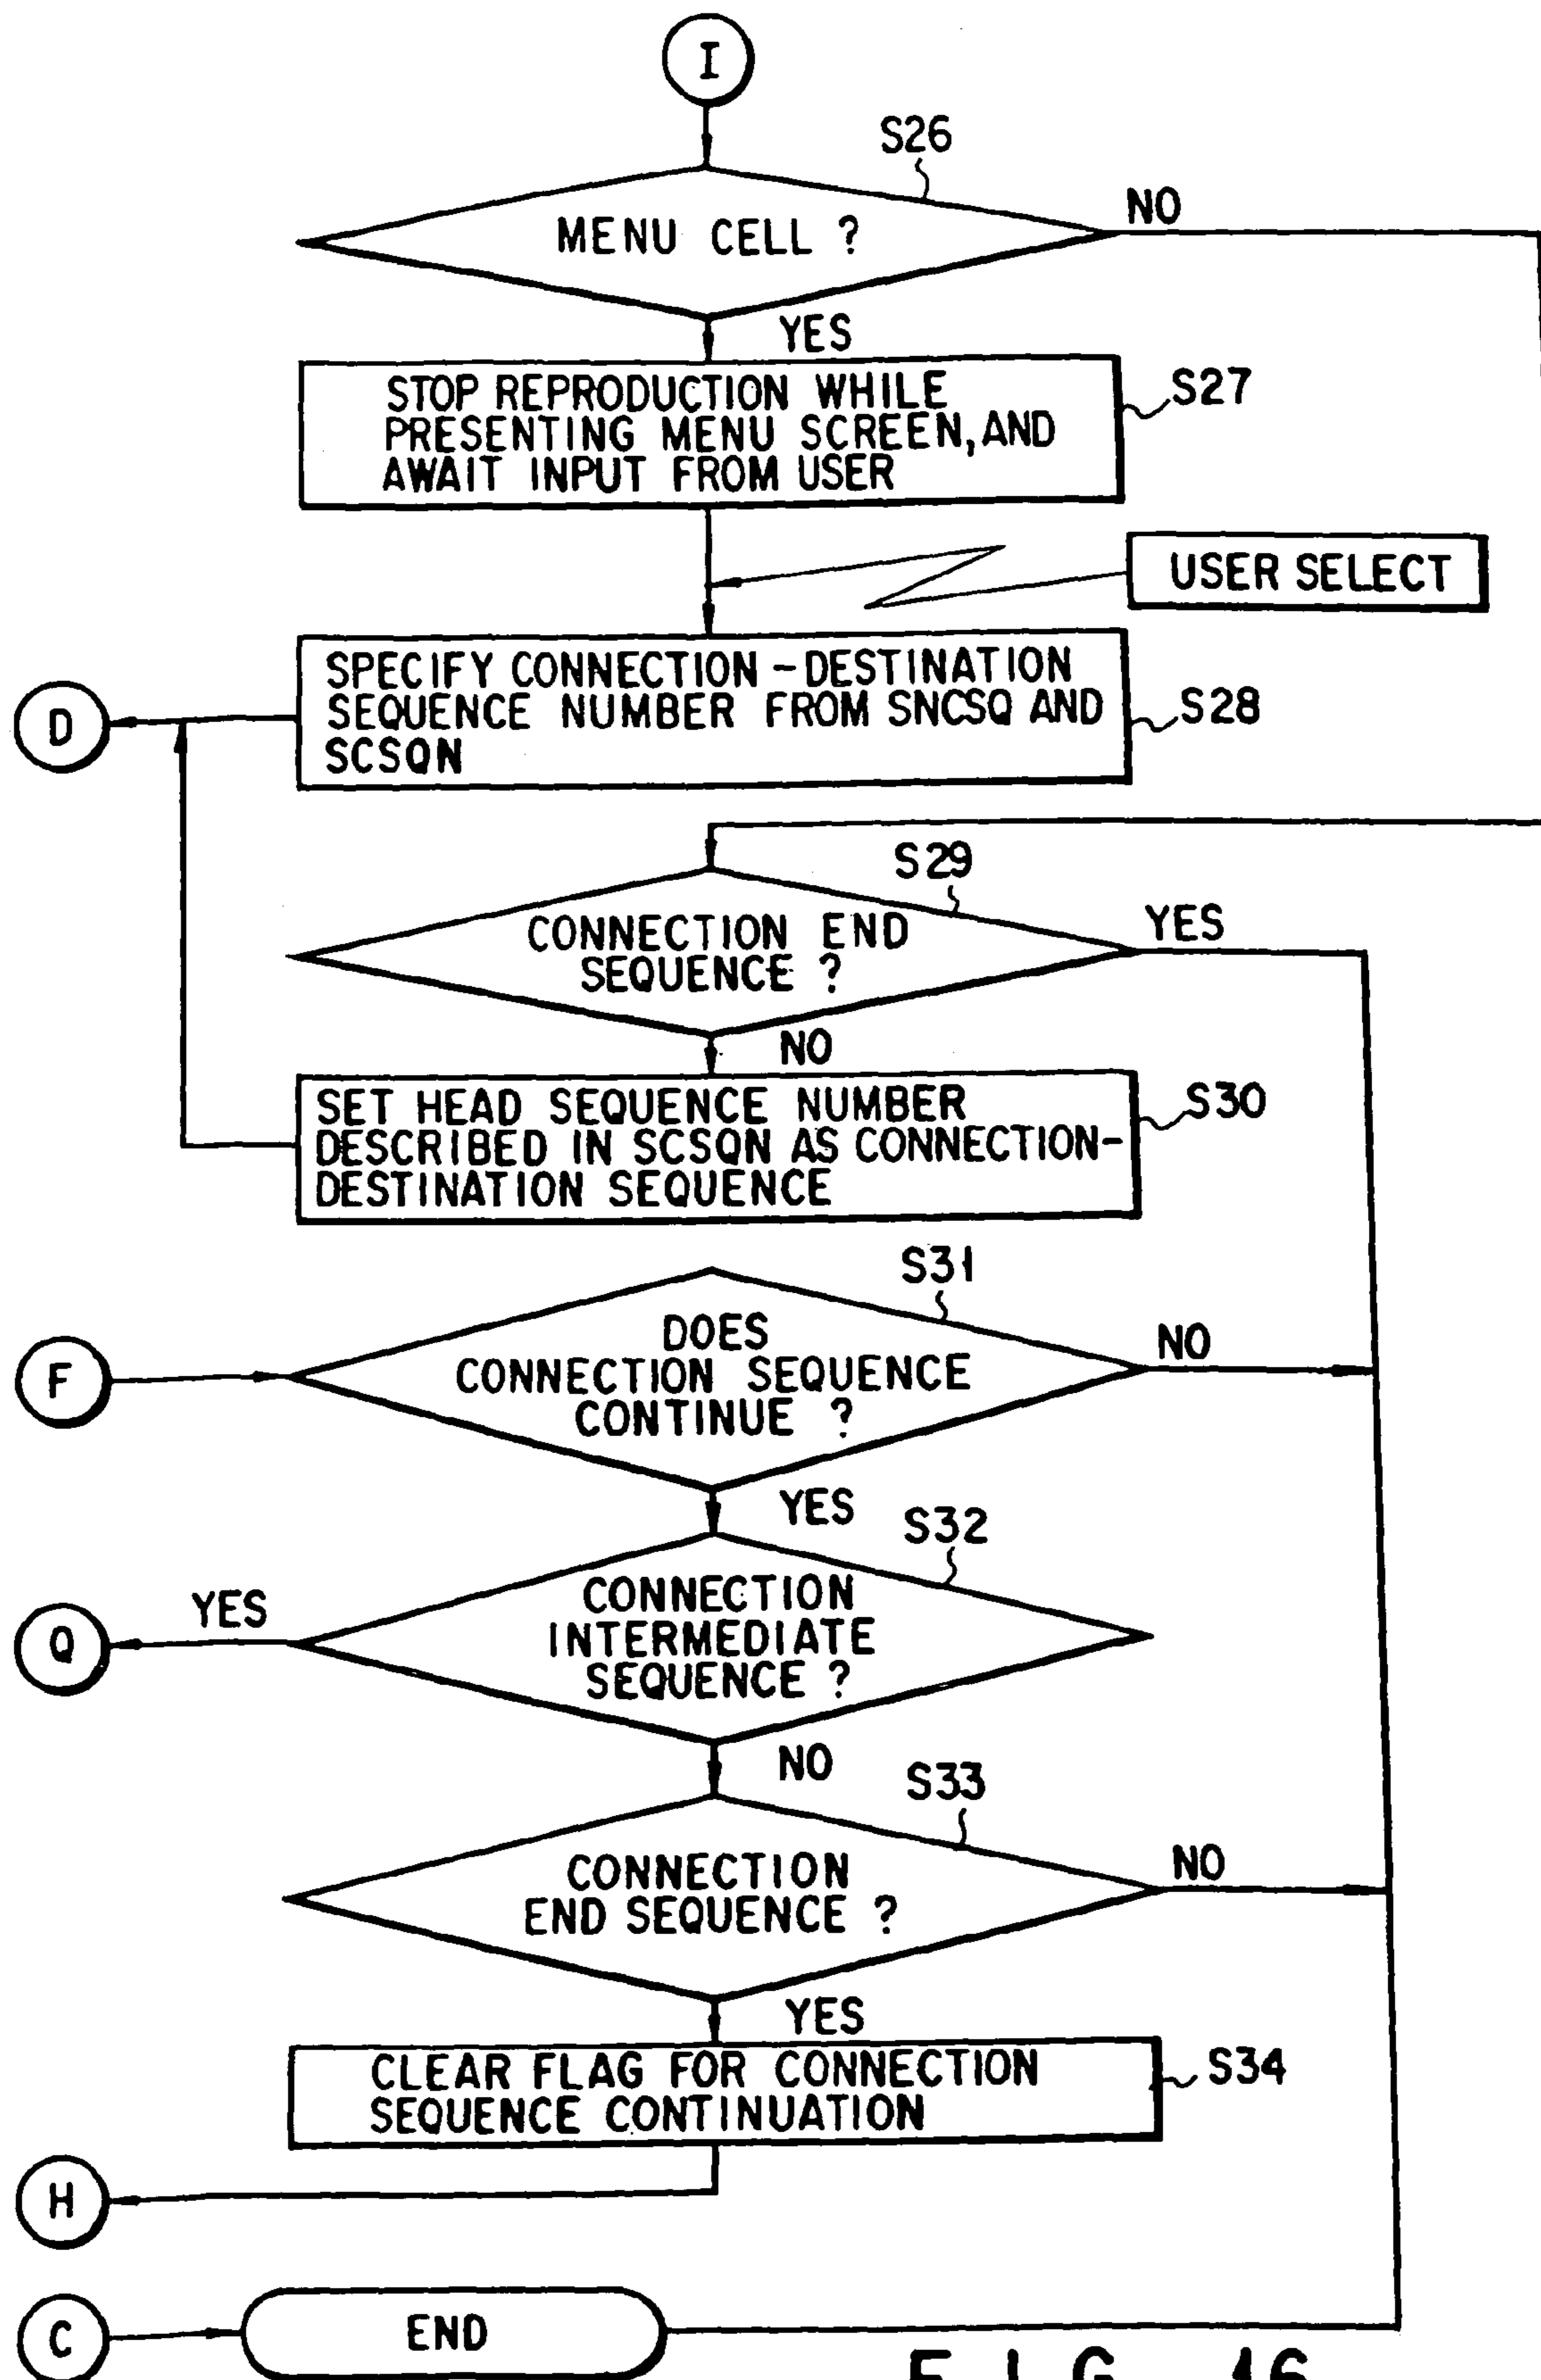 I
S26
MENU CELL ?
NO
YES
STOP REPRODUCTION WHILE
PRESENTING MENU SCREEN, AND
AWAIT INPUT FROM USER
S27
USER SELECT
SPECIFY CONNECTION-DESTINATION
SEQUENCE NUMBER FROM SNCSQ AND
SCSQN
S28
D
S29
CONNECTION END
SEQUENCE ?
YES
NO
SET HEAD SEQUENCE NUMBER
DESCRIBED IN SCSQN AS CONNECTION-
DESTINATION SEQUENCE
S30
S31
F
DOES
CONNECTION SEQUENCE
CONTINUE ?
NO
YES
S32
YES
Q
CONNECTION
INTERMEDIATE
SEQUENCE ?
NO
S33
CONNECTION
END SEQUENCE ?
NO
YES
CLEAR FLAG FOR CONNECTION
SEQUENCE CONTINUATION
S34
H
C
END
FIG. 16